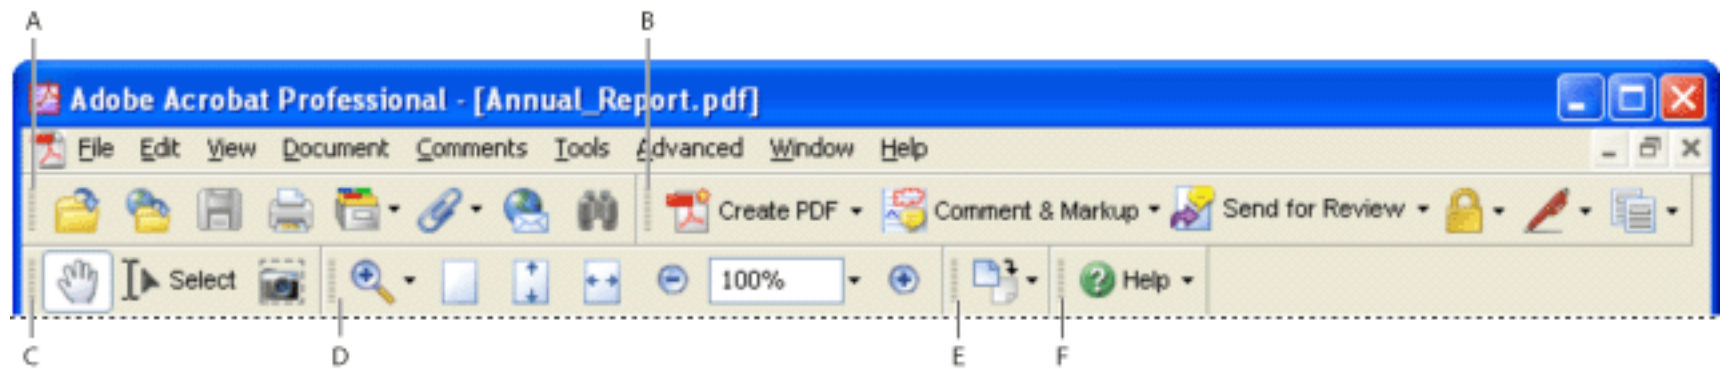 A B
Adobe Acrobat Professional - [Annual_Report.pdf]
File Edit View Document Comments Tools Advanced Window Help
Create PDF Comment & Markup Send for Review
Select 100% Help
C D E F